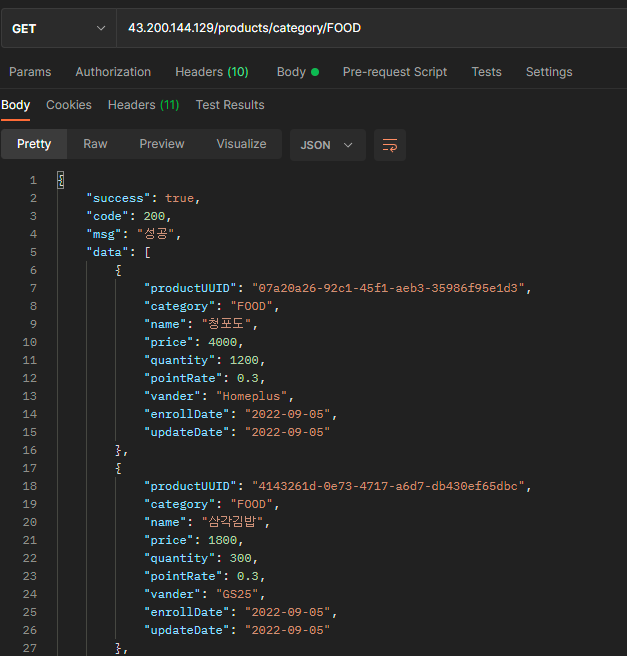 GET 43.200.144.129/products/category/FOOD
Params Authorization Headers (10) Body Pre-request Script Tests Settings
Body Cookies Headers (11) Test Results
Pretty Raw Preview Visualize JSON
1 {
2 "success": true,
3 "code": 200,
4 "msg": "성공",
5 "data": [
6 {
7 "productUUID": "07a20a26-92c1-45f1-aeb3-35986f95e1d3",
8 "category": "FOOD",
9 "name": "청포도",
10 "price": 4000,
11 "quantity": 1200,
12 "pointRate": 0.3,
13 "vander": "Homeplus",
14 "enrollDate": "2022-09-05",
15 "updateDate": "2022-09-05"
16 },
17 {
18 "productUUID": "4143261d-0e73-4717-a6d7-db430ef65dbc",
19 "category": "FOOD",
20 "name": "삼각김밥",
21 "price": 1800,
22 "quantity": 300,
23 "pointRate": 0.3,
24 "vander": "GS25",
25 "enrollDate": "2022-09-05",
26 "updateDate": "2022-09-05"
27 },